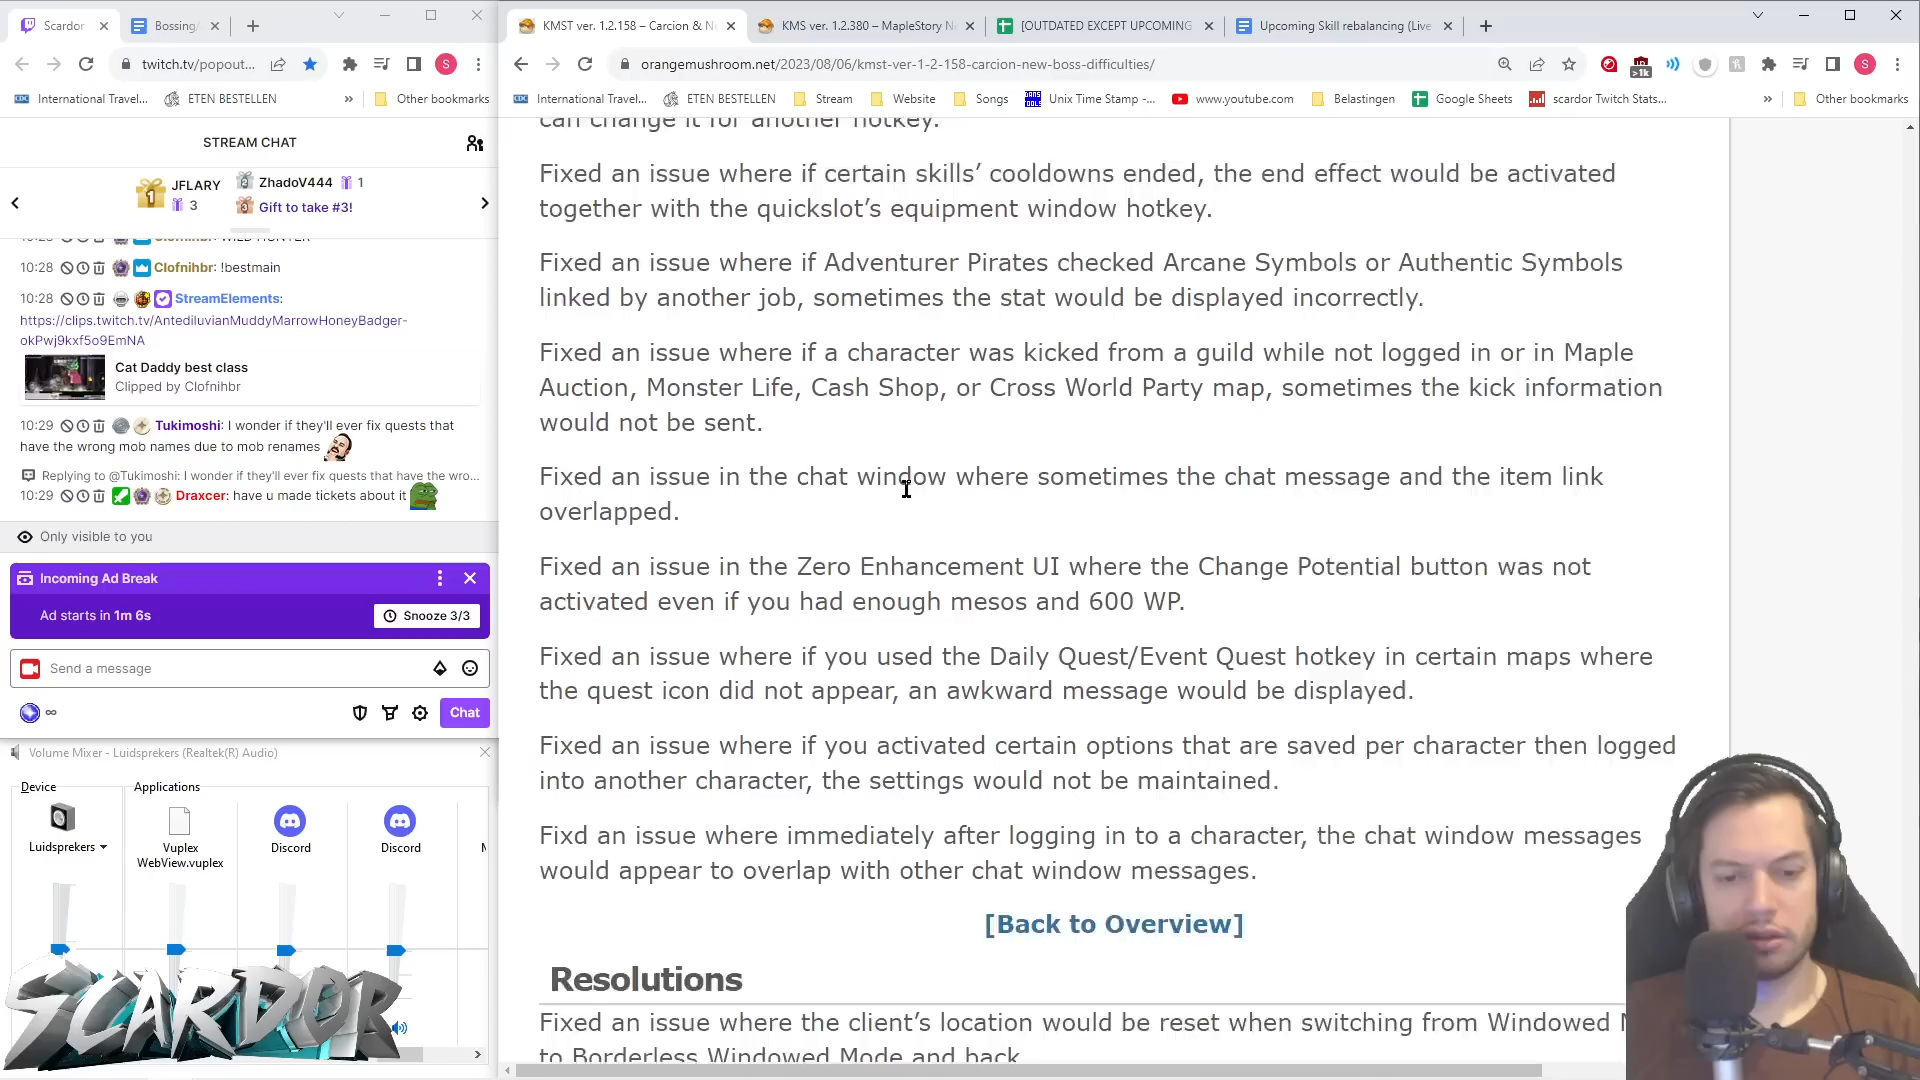 Scardor
Bossing/
KMST ver. 1.2.158 – Carcion & N
KMS ver. 1.2.380 – MapleStory N
[OUTDATED EXCEPT UPCOMING
Upcoming Skill rebalancing (Live
twitch.tv/popout...
orangemushroom.net/2023/08/06/kmst-ver-1-2-158-carcion-new-boss-difficulties/
>1k
S
S
International Travel...
ETEN BESTELLEN
»
Other bookmarks
International Travel...
ETEN BESTELLEN
Stream
Website
Songs
Unix Time Stamp -...
www.youtube.com
Belastingen
Google Sheets
scardor Twitch Stats...
»
Other bookmarks
STREAM CHAT
JFLARY
3
ZhadoV444 1
Gift to take #3!
10:28 Clofnihbr: WILD HUNTER
10:28 Clofnihbr: !bestmain
10:28 StreamElements:
https://clips.twitch.tv/AntediluvianMuddyMarrowHoneyBadger-
okPwj9kxf5o9EmNA
Cat Daddy best class
Clipped by Clofnihbr
10:29 Tukimoshi: I wonder if they'll ever fix quests that
have the wrong mob names due to mob renames
Replying to @Tukimoshi: I wonder if they'll ever fix quests that have the wro...
10:29 Draxcer: have u made tickets about it
Only visible to you
Incoming Ad Break
Ad starts in 1m 6s
Snooze 3/3
Send a message
∞
Chat
Volume Mixer - Luidsprekers (Realtek(R) Audio)
Device
Applications
Luidsprekers
Vuplex
WebView.vuplex
Discord
Discord
SCARDOR
can change it for another hotkey.
Fixed an issue where if certain skills’ cooldowns ended, the end effect would be activated
together with the quickslot’s equipment window hotkey.
Fixed an issue where if Adventurer Pirates checked Arcane Symbols or Authentic Symbols
linked by another job, sometimes the stat would be displayed incorrectly.
Fixed an issue where if a character was kicked from a guild while not logged in or in Maple
Auction, Monster Life, Cash Shop, or Cross World Party map, sometimes the kick information
would not be sent.
Fixed an issue in the chat window where sometimes the chat message and the item link
overlapped.
Fixed an issue in the Zero Enhancement UI where the Change Potential button was not
activated even if you had enough mesos and 600 WP.
Fixed an issue where if you used the Daily Quest/Event Quest hotkey in certain maps where
the quest icon did not appear, an awkward message would be displayed.
Fixed an issue where if you activated certain options that are saved per character then logged
into another character, the settings would not be maintained.
Fixd an issue where immediately after logging in to a character, the chat window messages
would appear to overlap with other chat window messages.
[Back to Overview]
Resolutions
Fixed an issue where the client’s location would be reset when switching from Windowed
to Borderless Windowed Mode and back